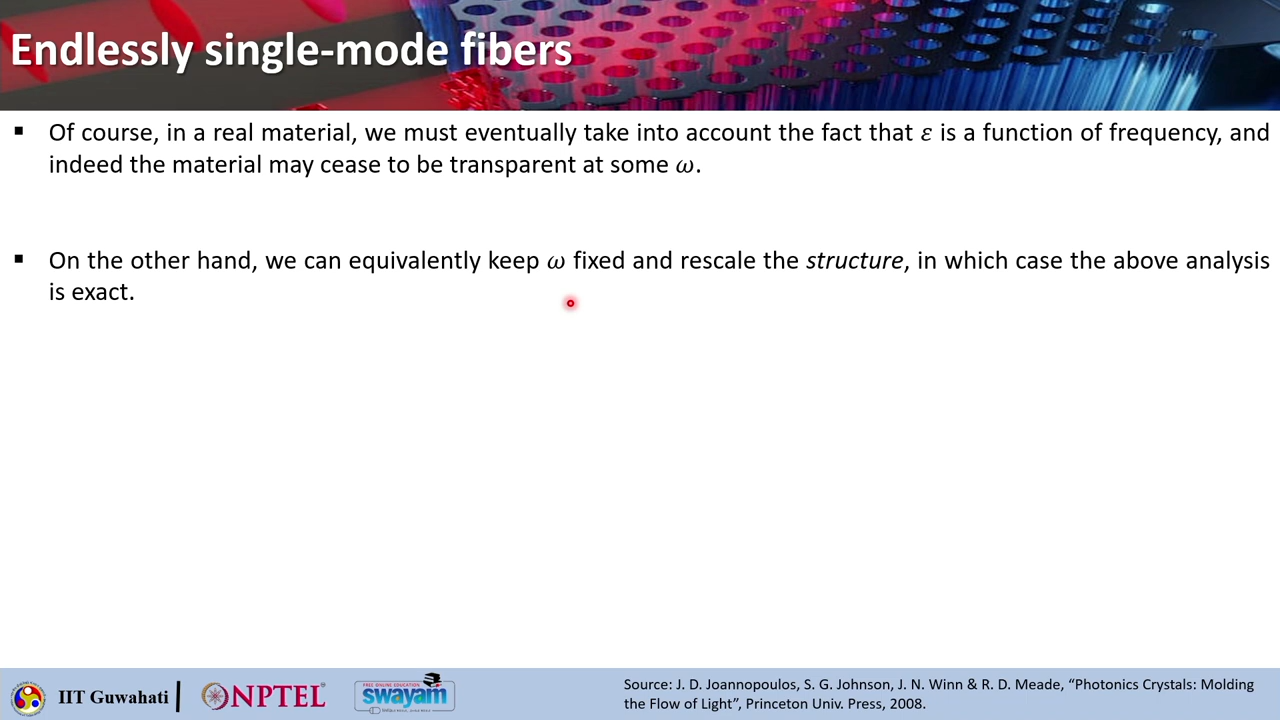 Endlessly single-mode fibers
▪ Of course, in a real material, we must eventually take into account the fact that ε is a function of frequency, and
indeed the material may cease to be transparent at some ω.
▪ On the other hand, we can equivalently keep ω fixed and rescale the structure, in which case the above analysis
is exact.
IIT Guwahati
NPTEL
FREE ONLINE EDUCATION
swayam
Source: J. D. Joannopoulos, S. G. Johnson, J. N. Winn & R. D. Meade, “Photonics Crystals: Molding
the Flow of Light”, Princeton Univ. Press, 2008.